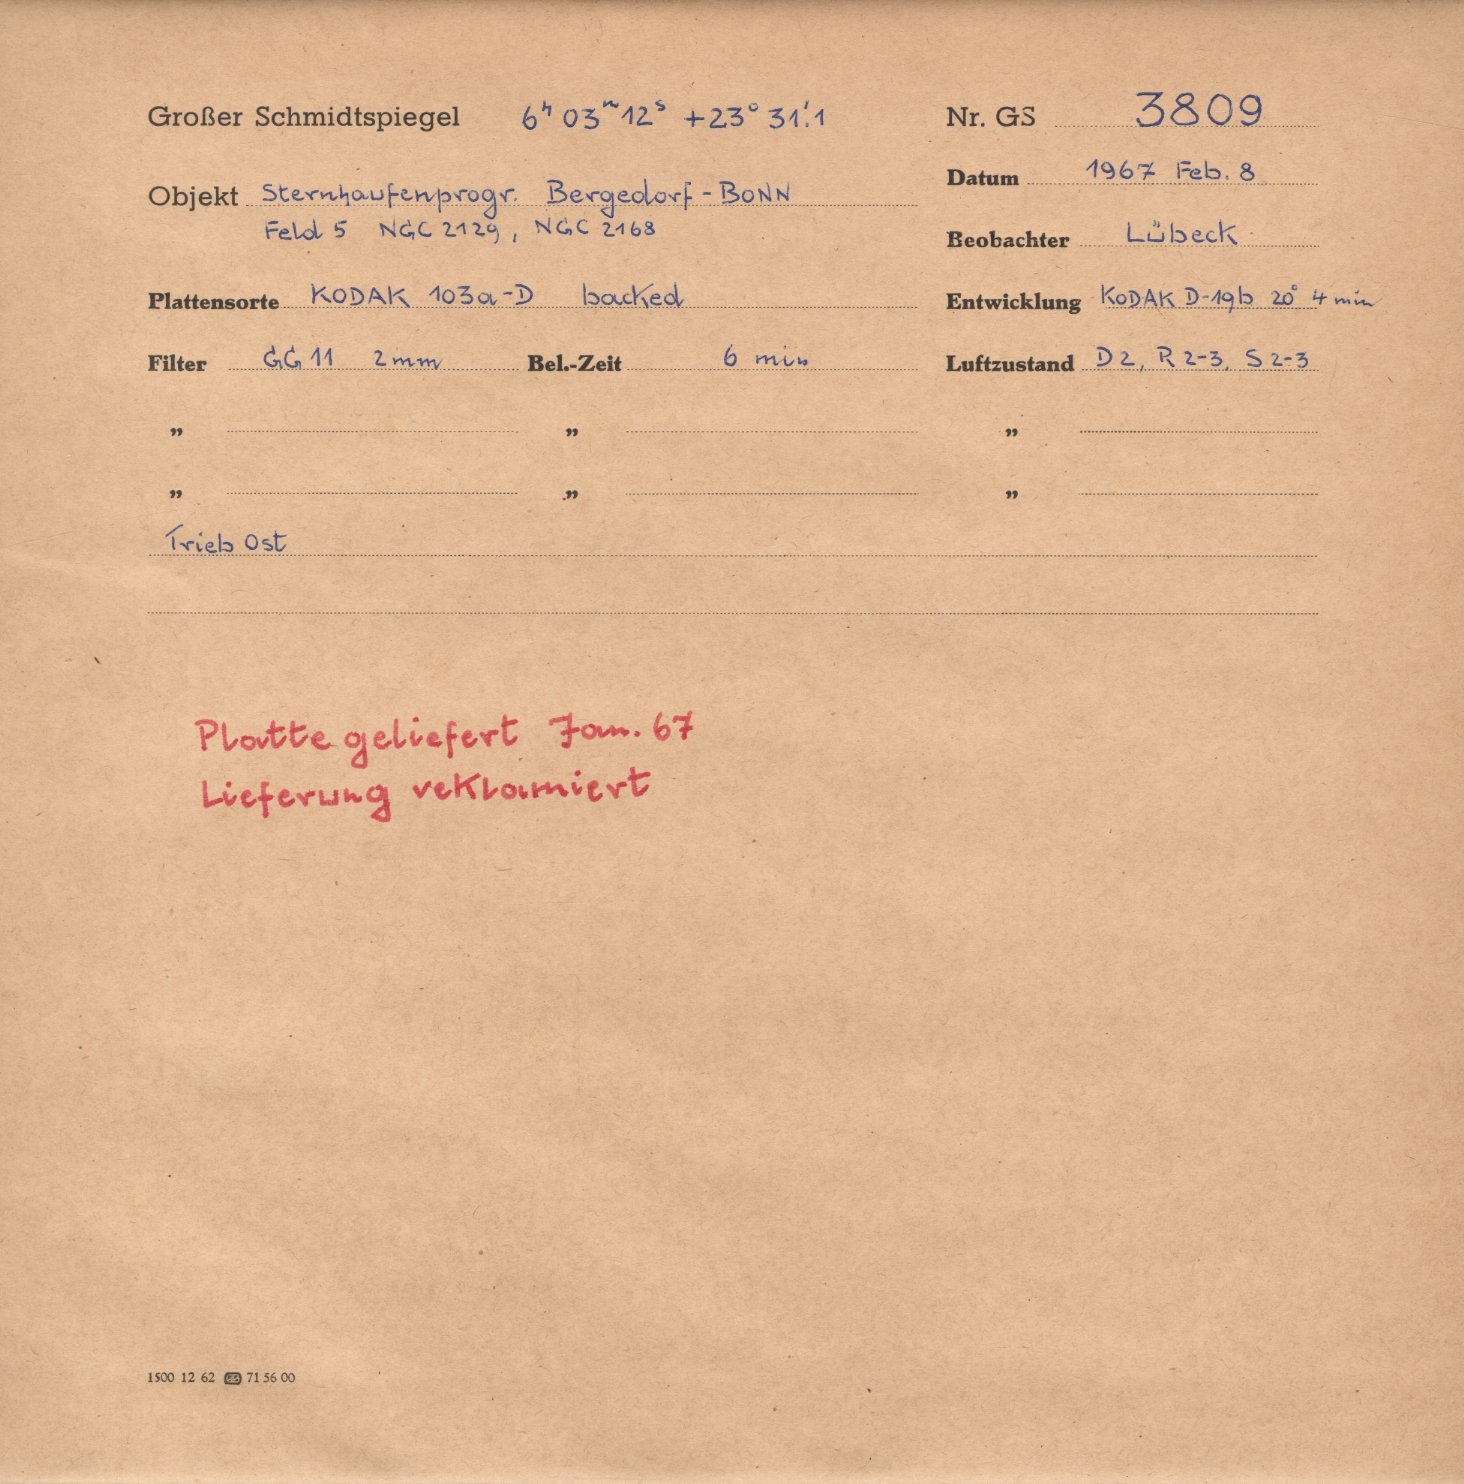 Großer Schmidtspiegel 6ʰ 03ᵐ 12ˢ +23° 31.'1 Nr. GS 3809
Datum 1967 Feb. 8
Objekt Sternhaufenprogr. Bergedorf-BONN
Feld 5 NGC 2129, NGC 2168
Beobachter Lübeck
Plattensorte KODAK 103a-D backed Entwicklung KODAK D-19b 20° 4 min
Filter GG 11 2mm Bel.-Zeit 6 min Luftzustand D 2, R 2-3, S 2-3
„ „ „
„ „ „
Trieb Ost
Platte geliefert Jan. 67
Lieferung reklamiert
1500 12 62 71 56 00